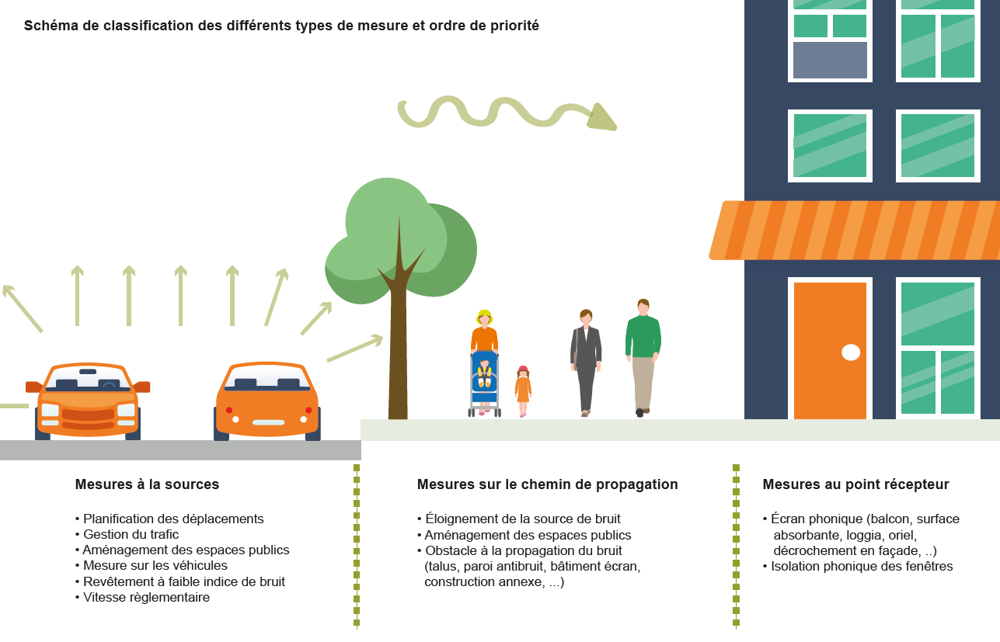 Schéma de classification des différents types de mesure et ordre de priorité
Mesures à la sources
• Planification des déplacements
• Gestion du trafic
• Aménagement des espaces publics
• Mesure sur les véhicules
• Revêtement à faible indice de bruit
• Vitesse règlementaire
Mesures sur le chemin de propagation
• Éloignement de la source de bruit
• Aménagement des espaces publics
• Obstacle à la propagation du bruit
(talus, paroi antibruit, bâtiment écran,
construction annexe, ...)
Mesures au point récepteur
• Écran phonique (balcon, surface
absorbante, loggia, oriel,
décrochement en façade, ..)
• Isolation phonique des fenêtres